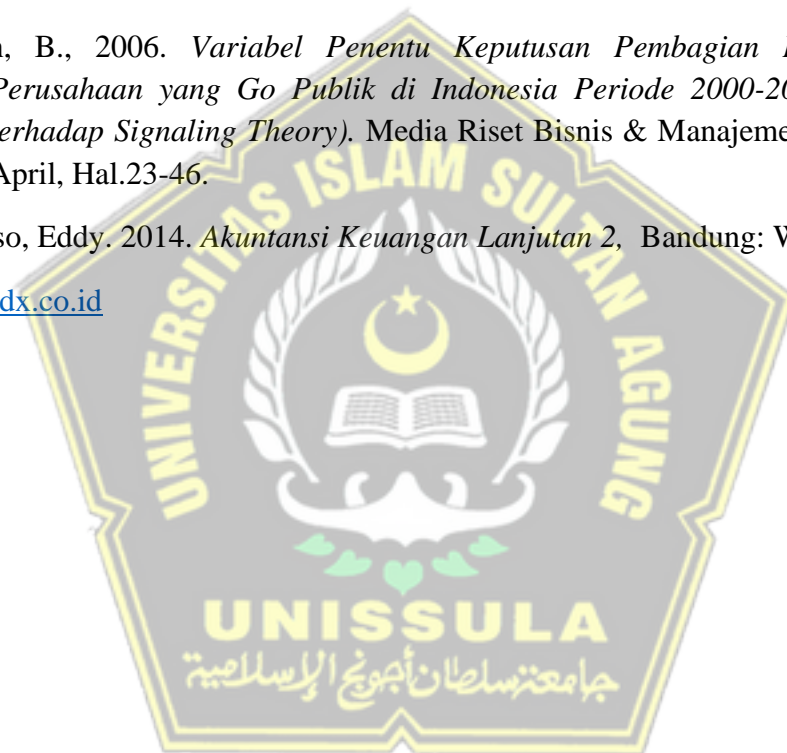 n, B., 2006. Variabel Penentu Keputusan Pembagian
Perusahaan yang Go Publik di Indonesia Periode 2000-20
erhadap Signaling Theory). Media Riset Bisnis & Manajeme
April, Hal.23-46.
so, Eddy. 2014. Akuntansi Keuangan Lanjutan 2, Bandung: W
dx.co.id
UNIVERSITAS ISLAM SULTAN AGUNG
UNISSULA
جامعة سلطان أجونج الإسلامية